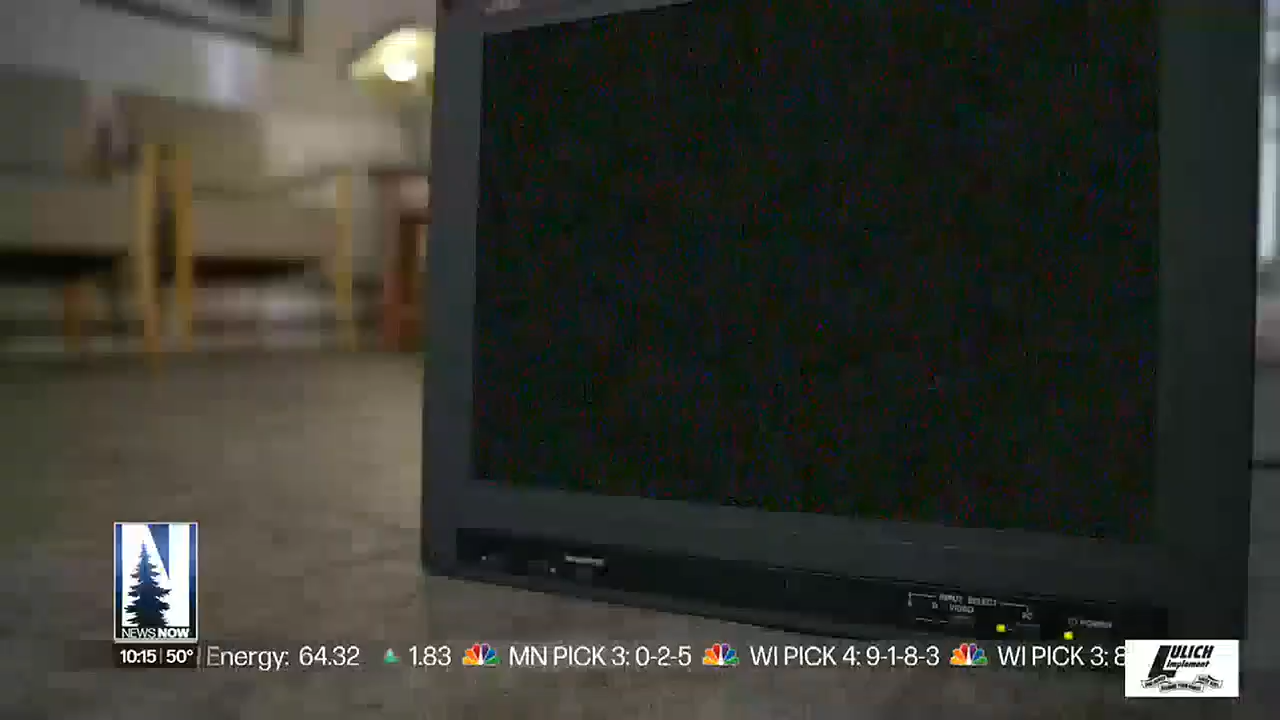 INPUT SELECT
A B VIDEO PC
POWER
N
NEWS NOW
10:15 50° Energy: 64.32 1.83 MN PICK 3: 0-2-5 WI PICK 4: 9-1-8-3 WI PICK 3: 8
LULICH
Implement